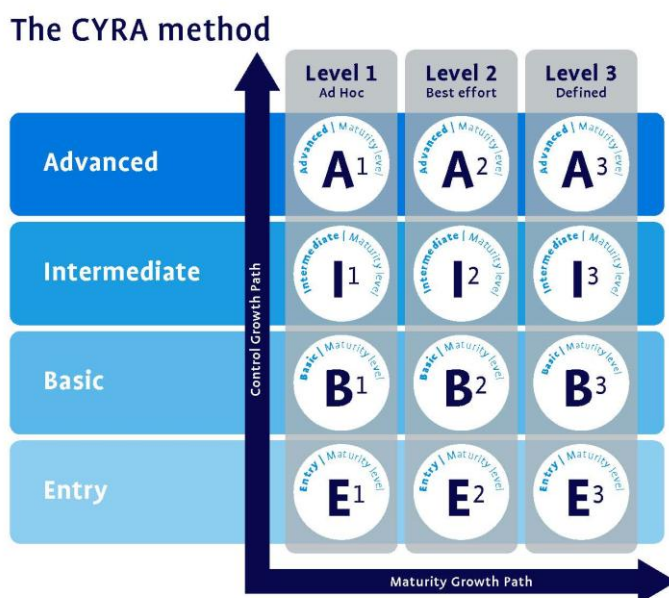 The CYRA method
Level 1
Ad Hoc
Level 2
Best effort
Level 3
Defined
Advanced
Advanced | Maturity level
A1
Advanced | Maturity level
A2
Advanced | Maturity level
A3
Intermediate
Intermediate | Maturity level
I1
Intermediate | Maturity level
I2
Intermediate | Maturity level
I3
Basic
Basic | Maturity level
B1
Basic | Maturity level
B2
Basic | Maturity level
B3
Entry
Entry | Maturity level
E1
Entry | Maturity level
E2
Entry | Maturity level
E3
Control Growth Path
Maturity Growth Path